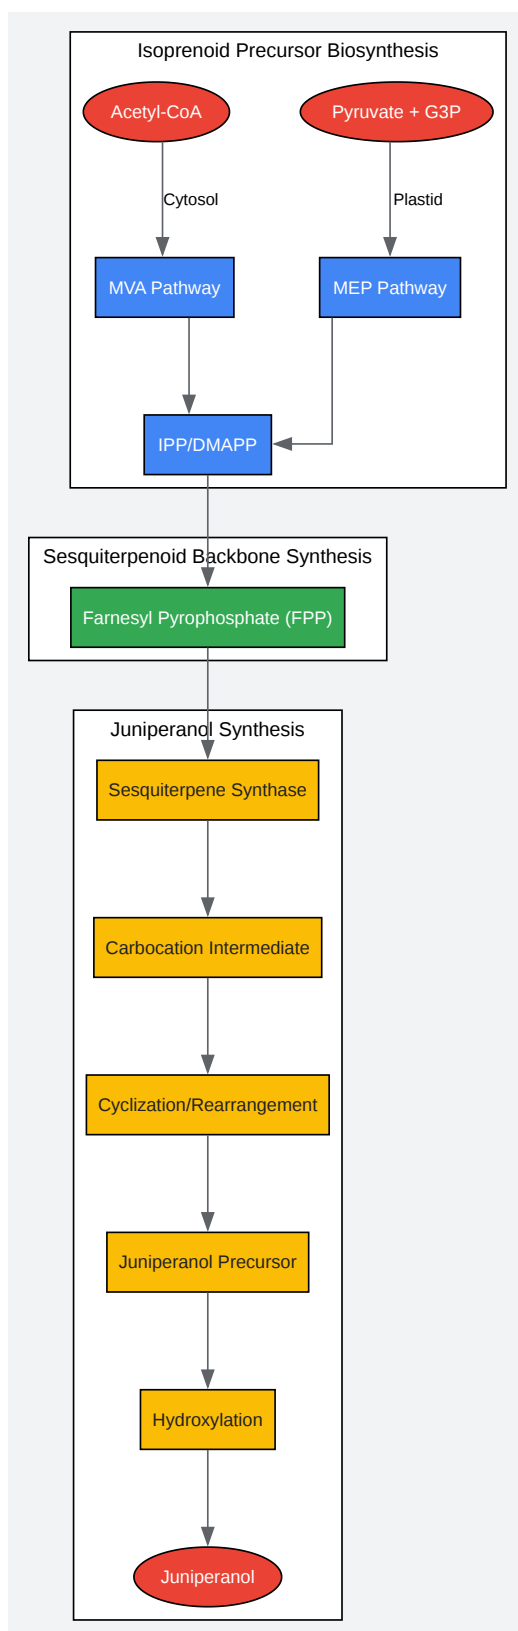 Isoprenoid Precursor Biosynthesis
Acetyl-CoA
Pyruvate + G3P
Cytosol
Plastid
MVA Pathway
MEP Pathway
IPP/DMAPP
Sesquiterpenoid Backbone Synthesis
Farnesyl Pyrophosphate (FPP)
Juniperanol Synthesis
Sesquiterpene Synthase
Carbocation Intermediate
Cyclization/Rearrangement
Juniperanol Precursor
Hydroxylation
Juniperanol